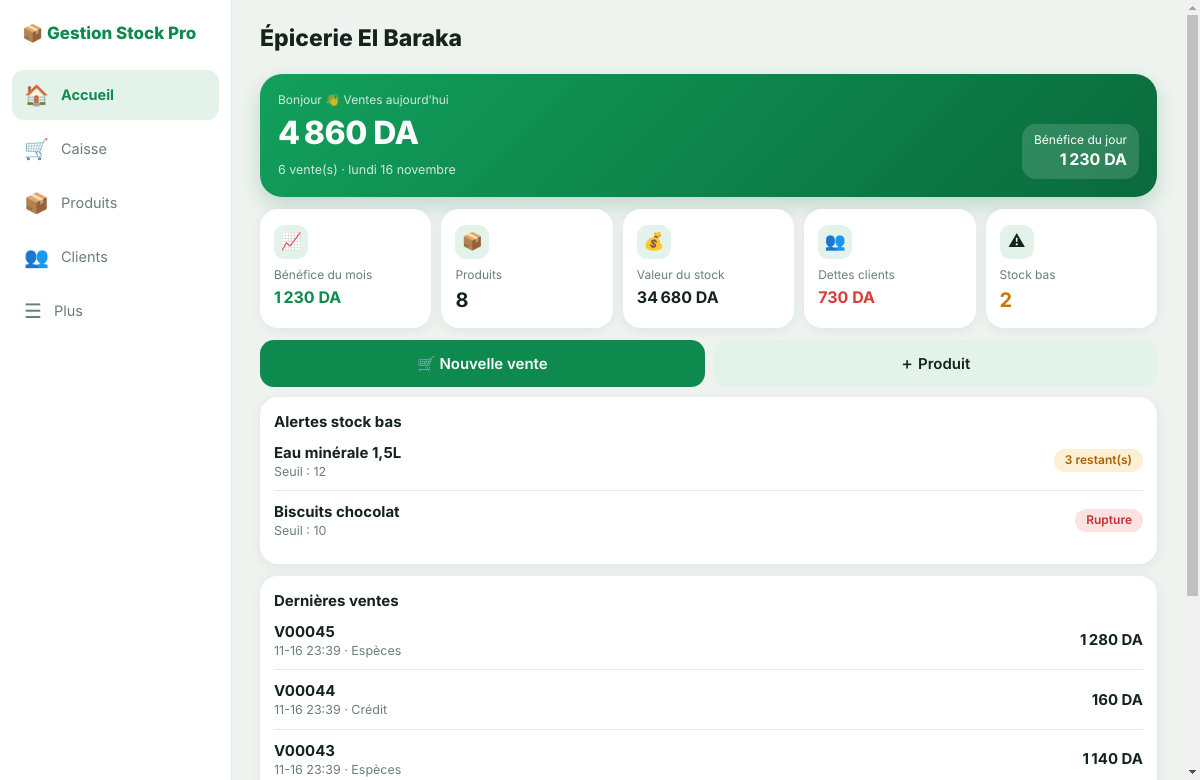 📦 Gestion Stock Pro
🏠 Accueil
🛒 Caisse
📦 Produits
👥 Clients
☰ Plus
Épicerie El Baraka
Bonjour 👋 Ventes aujourd'hui
4 860 DA
6 vente(s) · lundi 16 novembre
Bénéfice du jour
1 230 DA
Bénéfice du mois
1 230 DA
Produits
8
Valeur du stock
34 680 DA
Dettes clients
730 DA
Stock bas
2
🛒 Nouvelle vente
+ Produit
Alertes stock bas
Eau minérale 1,5L
Seuil : 12
3 restant(s)
Biscuits chocolat
Seuil : 10
Rupture
Dernières ventes
V00045
11-16 23:39 · Espèces
1 280 DA
V00044
11-16 23:39 · Crédit
160 DA
V00043
11-16 23:39 · Espèces
1 140 DA